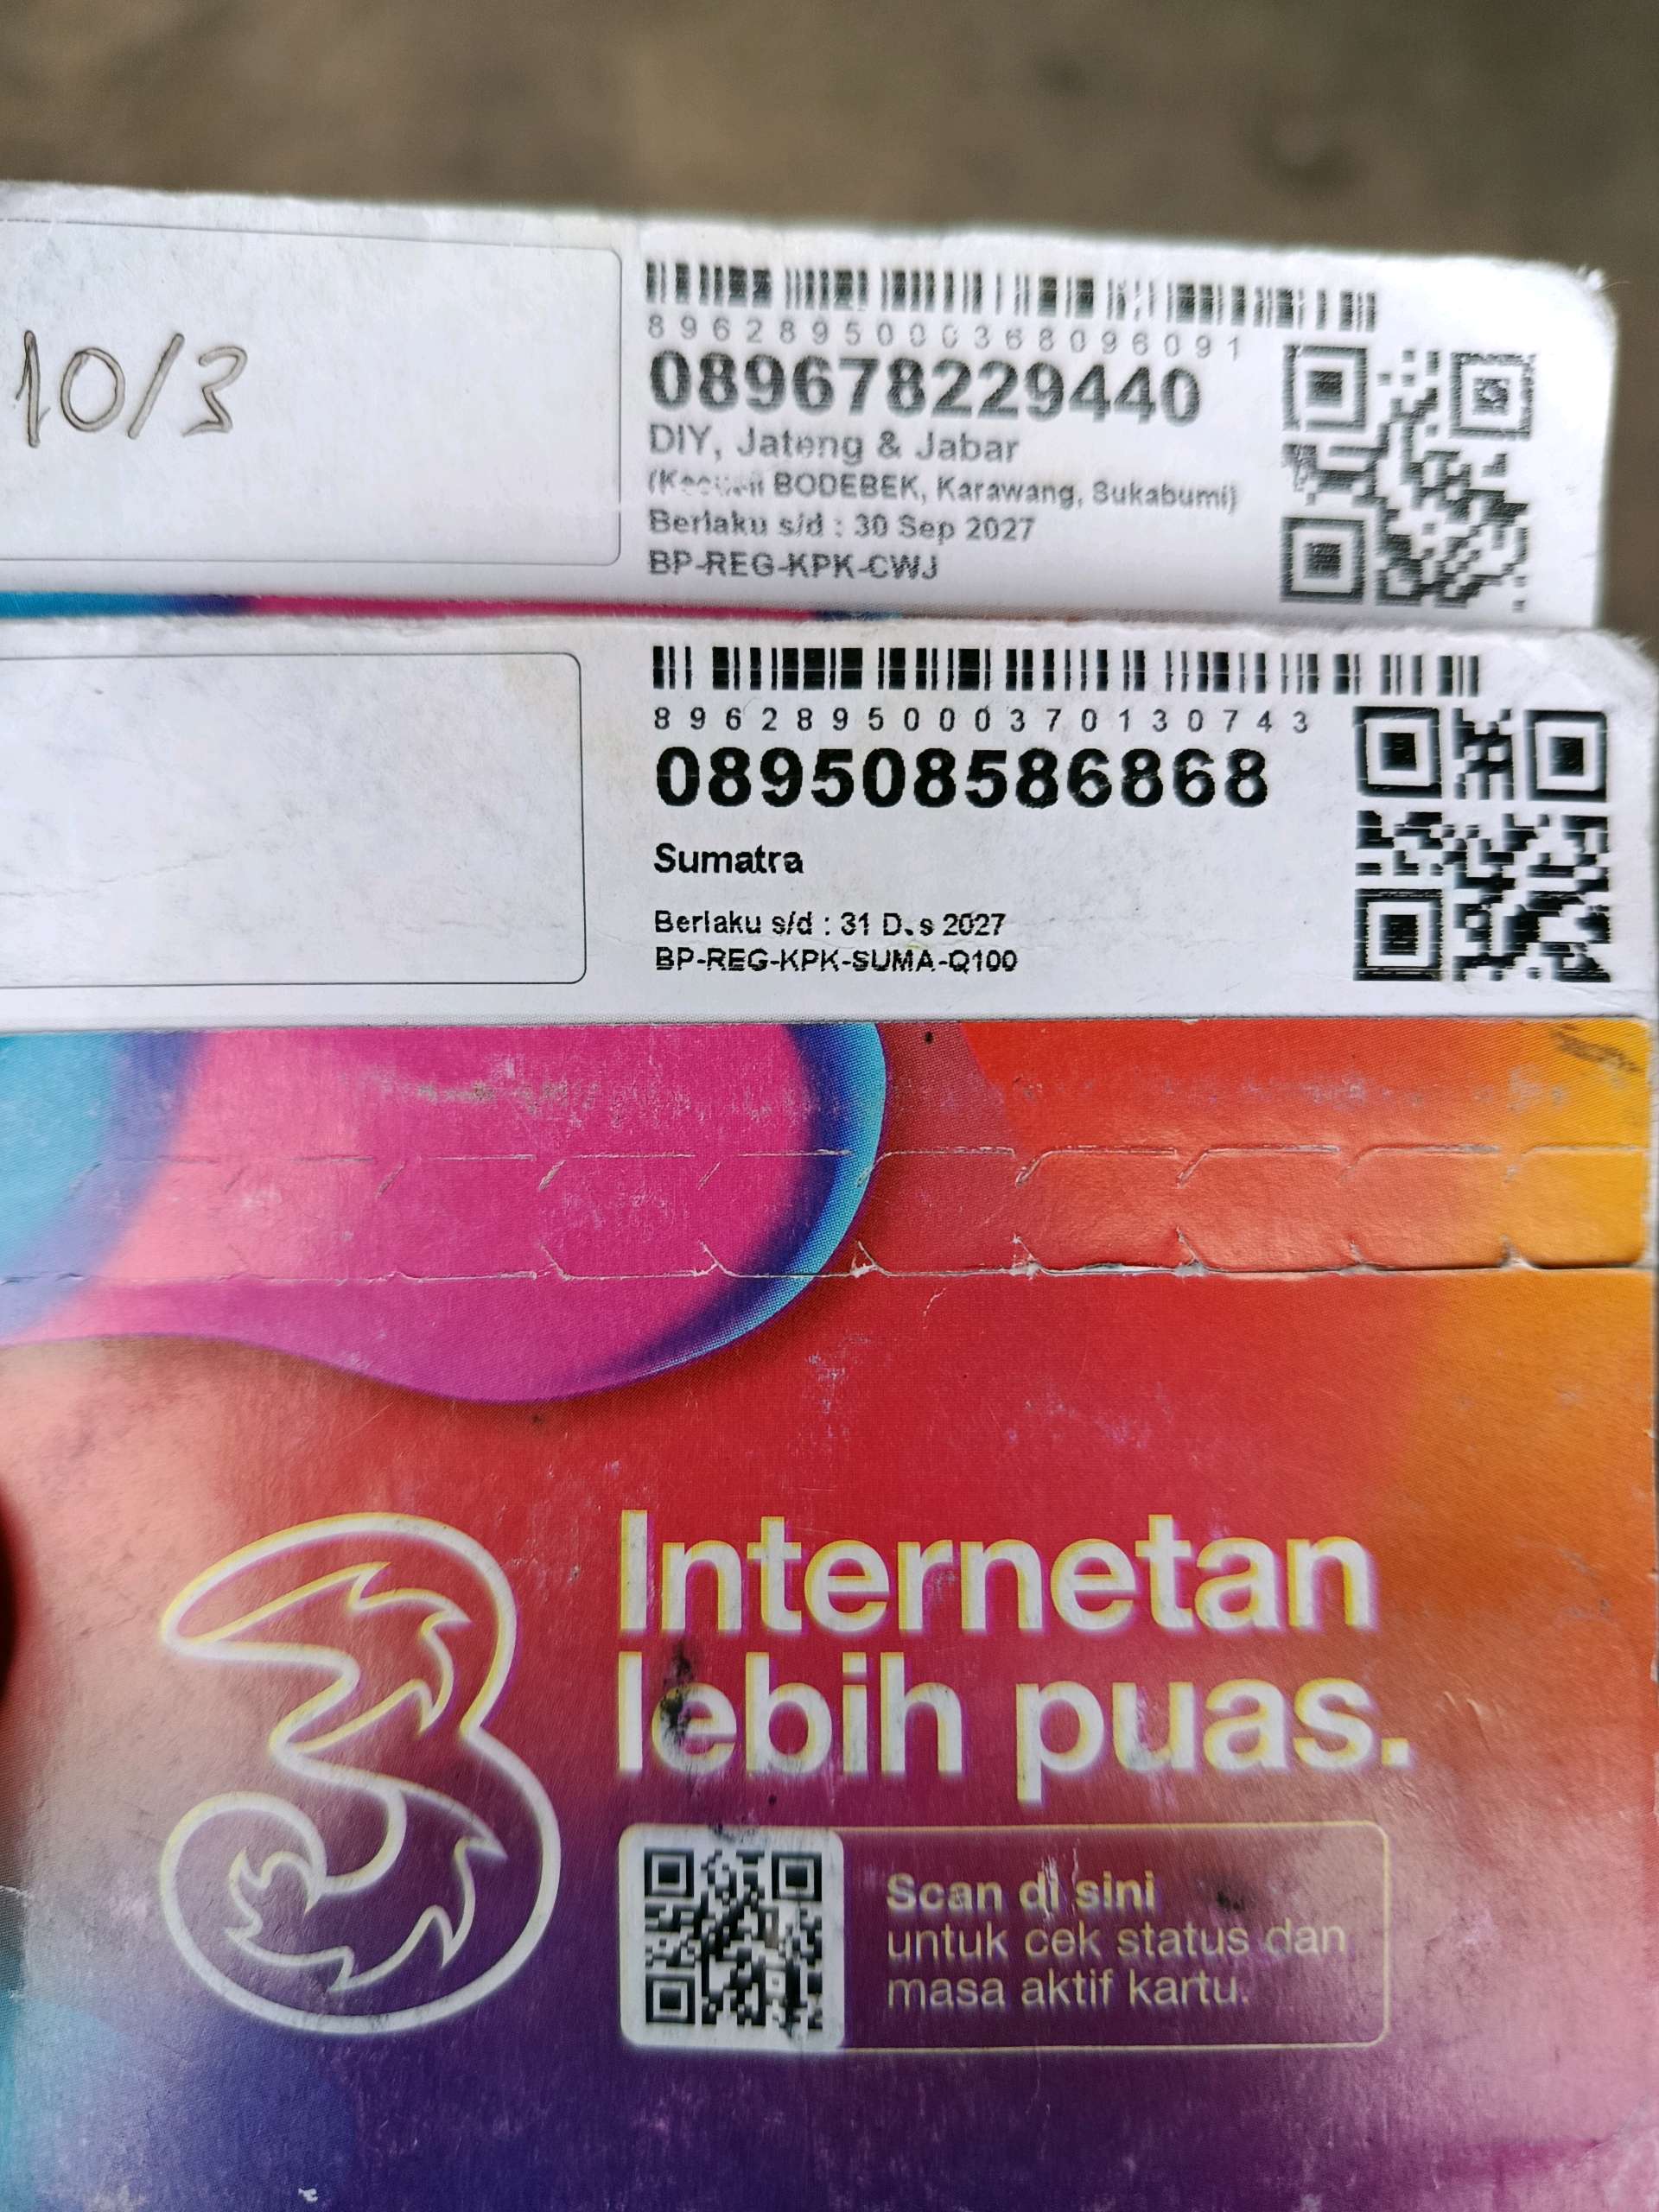 10/3
8962895000368096091
089678229440
DIY, Jateng & Jabar
BODEBEK, Karawang, Sukabumi)
Berlaku s/d : 30 Sep 2027
BP-REG-KPK-CWJ
8962895000370130743
089508586868
Sumatra
Berlaku s/d : 31 2027
BP-REG-KPK-SUMA-Q100
3
Internetan
lebih puas.
Scan di sini
untuk cek status dan
masa aktif kartu.